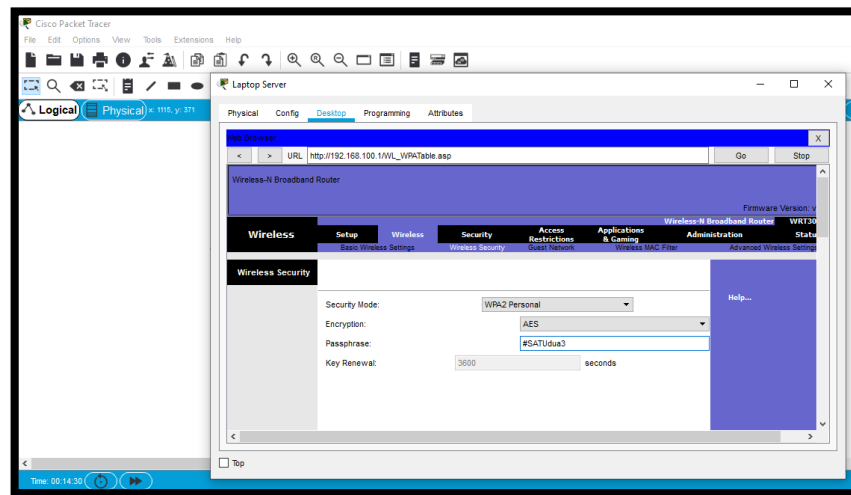 Cisco Packet Tracer
File Edit Options View Tools Extensions Help
Logical Physical x: 1115, y: 371
Laptop Server
Physical Config Desktop Programming Attributes
Web Browser X
< > URL http://192.168.100.1/WL_WPATable.asp Go Stop
Wireless-N Broadband Router
Firmware Version: v
Wireless-N Broadband Router WRT30
Wireless Setup Wireless Security Access Restrictions Applications & Gaming Administration Statu
Basic Wireless Settings Wireless Security Guest Network Wireless MAC Filter Advanced Wireless Settings
Wireless Security
Help...
Security Mode: WPA2 Personal
Encryption: AES
Passphrase: #SATUdua3
Key Renewal: 3600 seconds
Top
Time: 00:14:30